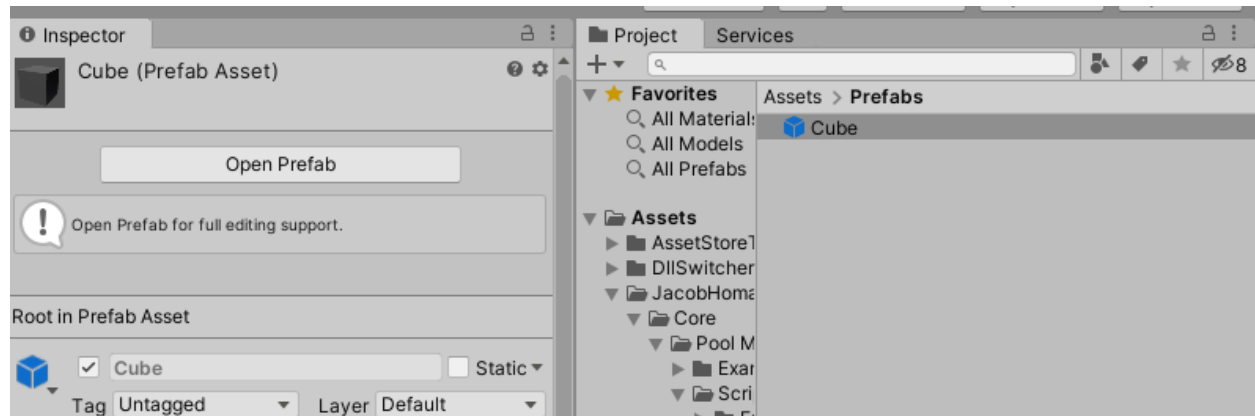 Inspector
Cube (Prefab Asset)
Open Prefab
Open Prefab for full editing support.
Root in Prefab Asset
Cube
Static
Tag Untagged
Layer Default
Project
Services
8
Favorites
All Materials
All Models
All Prefabs
Assets
AssetStoreT
DllSwitcher
JacobHoma
Core
Pool M
Exar
Scri
Assets > Prefabs
Cube